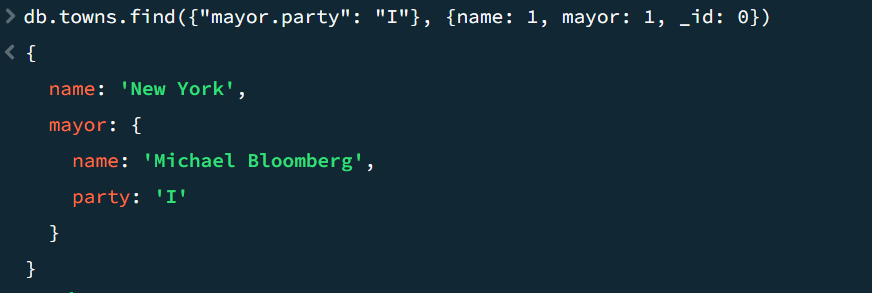 > db.towns.find({"mayor.party": "I"}, {name: 1, mayor: 1, _id: 0})
< {
name: 'New York',
mayor: {
name: 'Michael Bloomberg',
party: 'I'
}
}